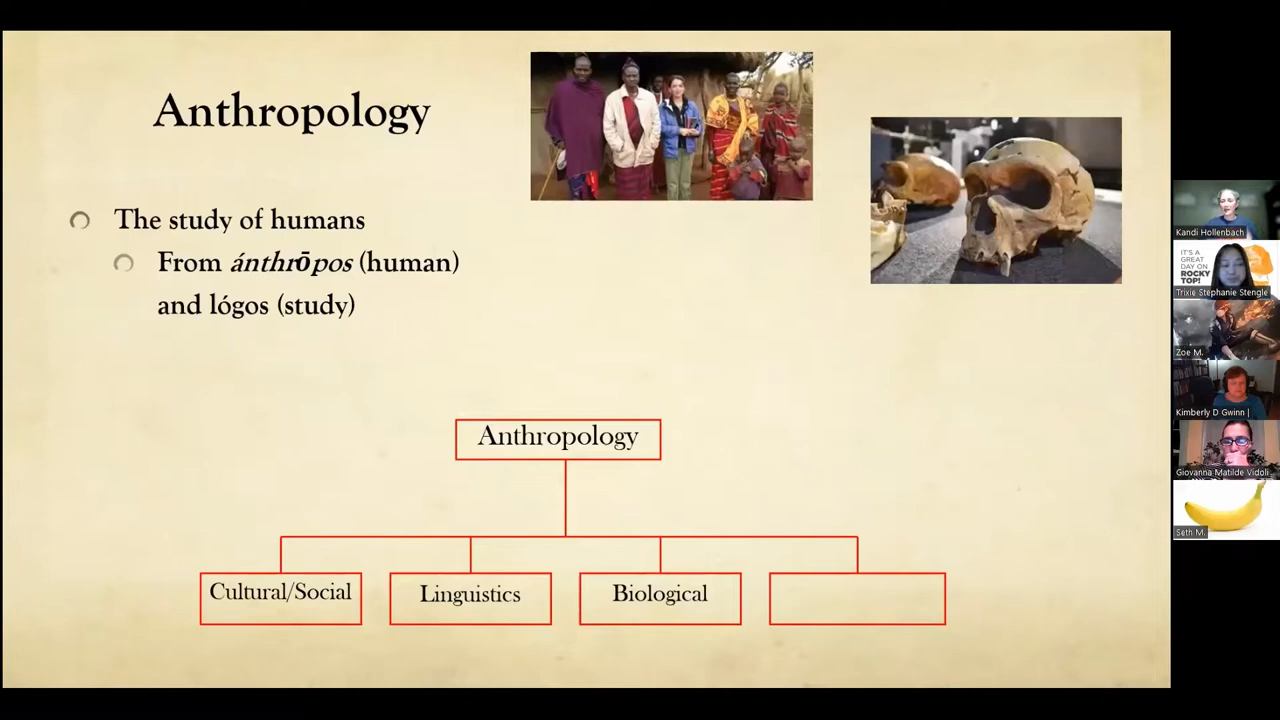 Anthropology
The study of humans
From ánthrōpos (human)
and lógos (study)
Anthropology
Cultural/Social
Linguistics
Biological
Kandi Hollenbach
IT'S A
GREAT
DAY ON
ROCKY
TOP!
Trixie Stephanie Stengle
Zoe M.
Kimberly D Gwinn |
Giovanna Matilde Vidoli
Seth M.